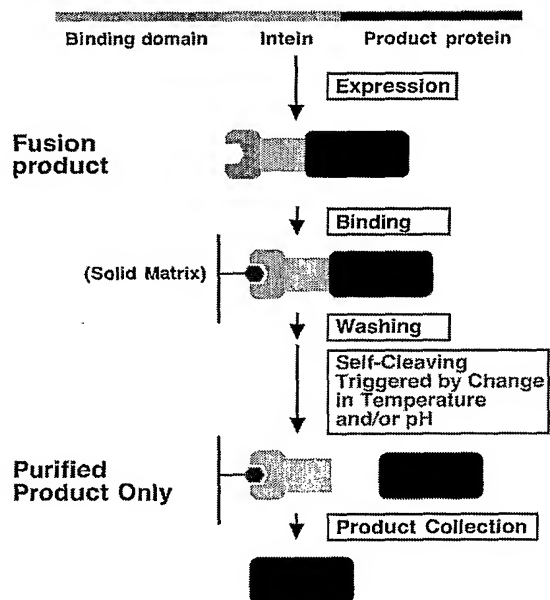 Binding domain Intein Product protein
Expression
Fusion
product
Binding
(Solid Matrix)
Washing
Self-Cleaving
Triggered by Change
in Temperature
and/or pH
Purified
Product Only
Product Collection